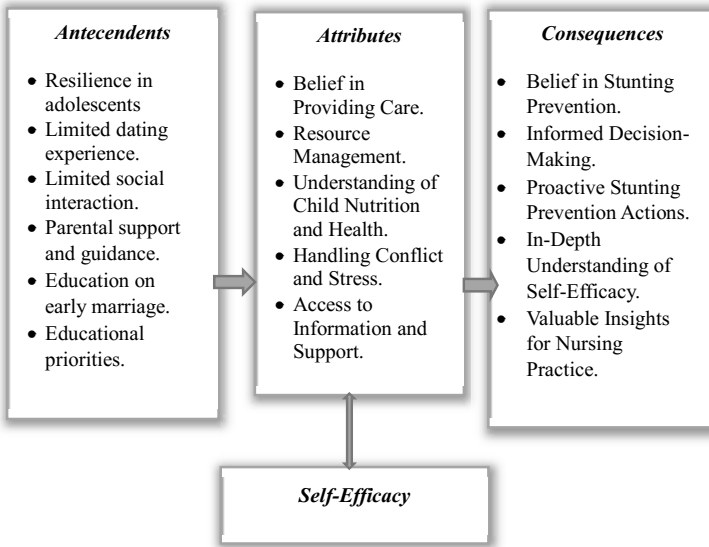 Antecendents
• Resilience in
adolescents
• Limited dating
experience.
• Limited social
interaction.
• Parental support
and guidance.
• Education on
early marriage.
• Educational
priorities.
Attributes
• Belief in
Providing Care.
• Resource
Management.
• Understanding of
Child Nutrition
and Health.
• Handling Conflict
and Stress.
• Access to
Information and
Support.
Consequences
• Belief in Stunting
Prevention.
• Informed Decision-
Making.
• Proactive Stunting
Prevention Actions.
• In-Depth
Understanding of
Self-Efficacy.
• Valuable Insights
for Nursing
Practice.
Self-Efficacy